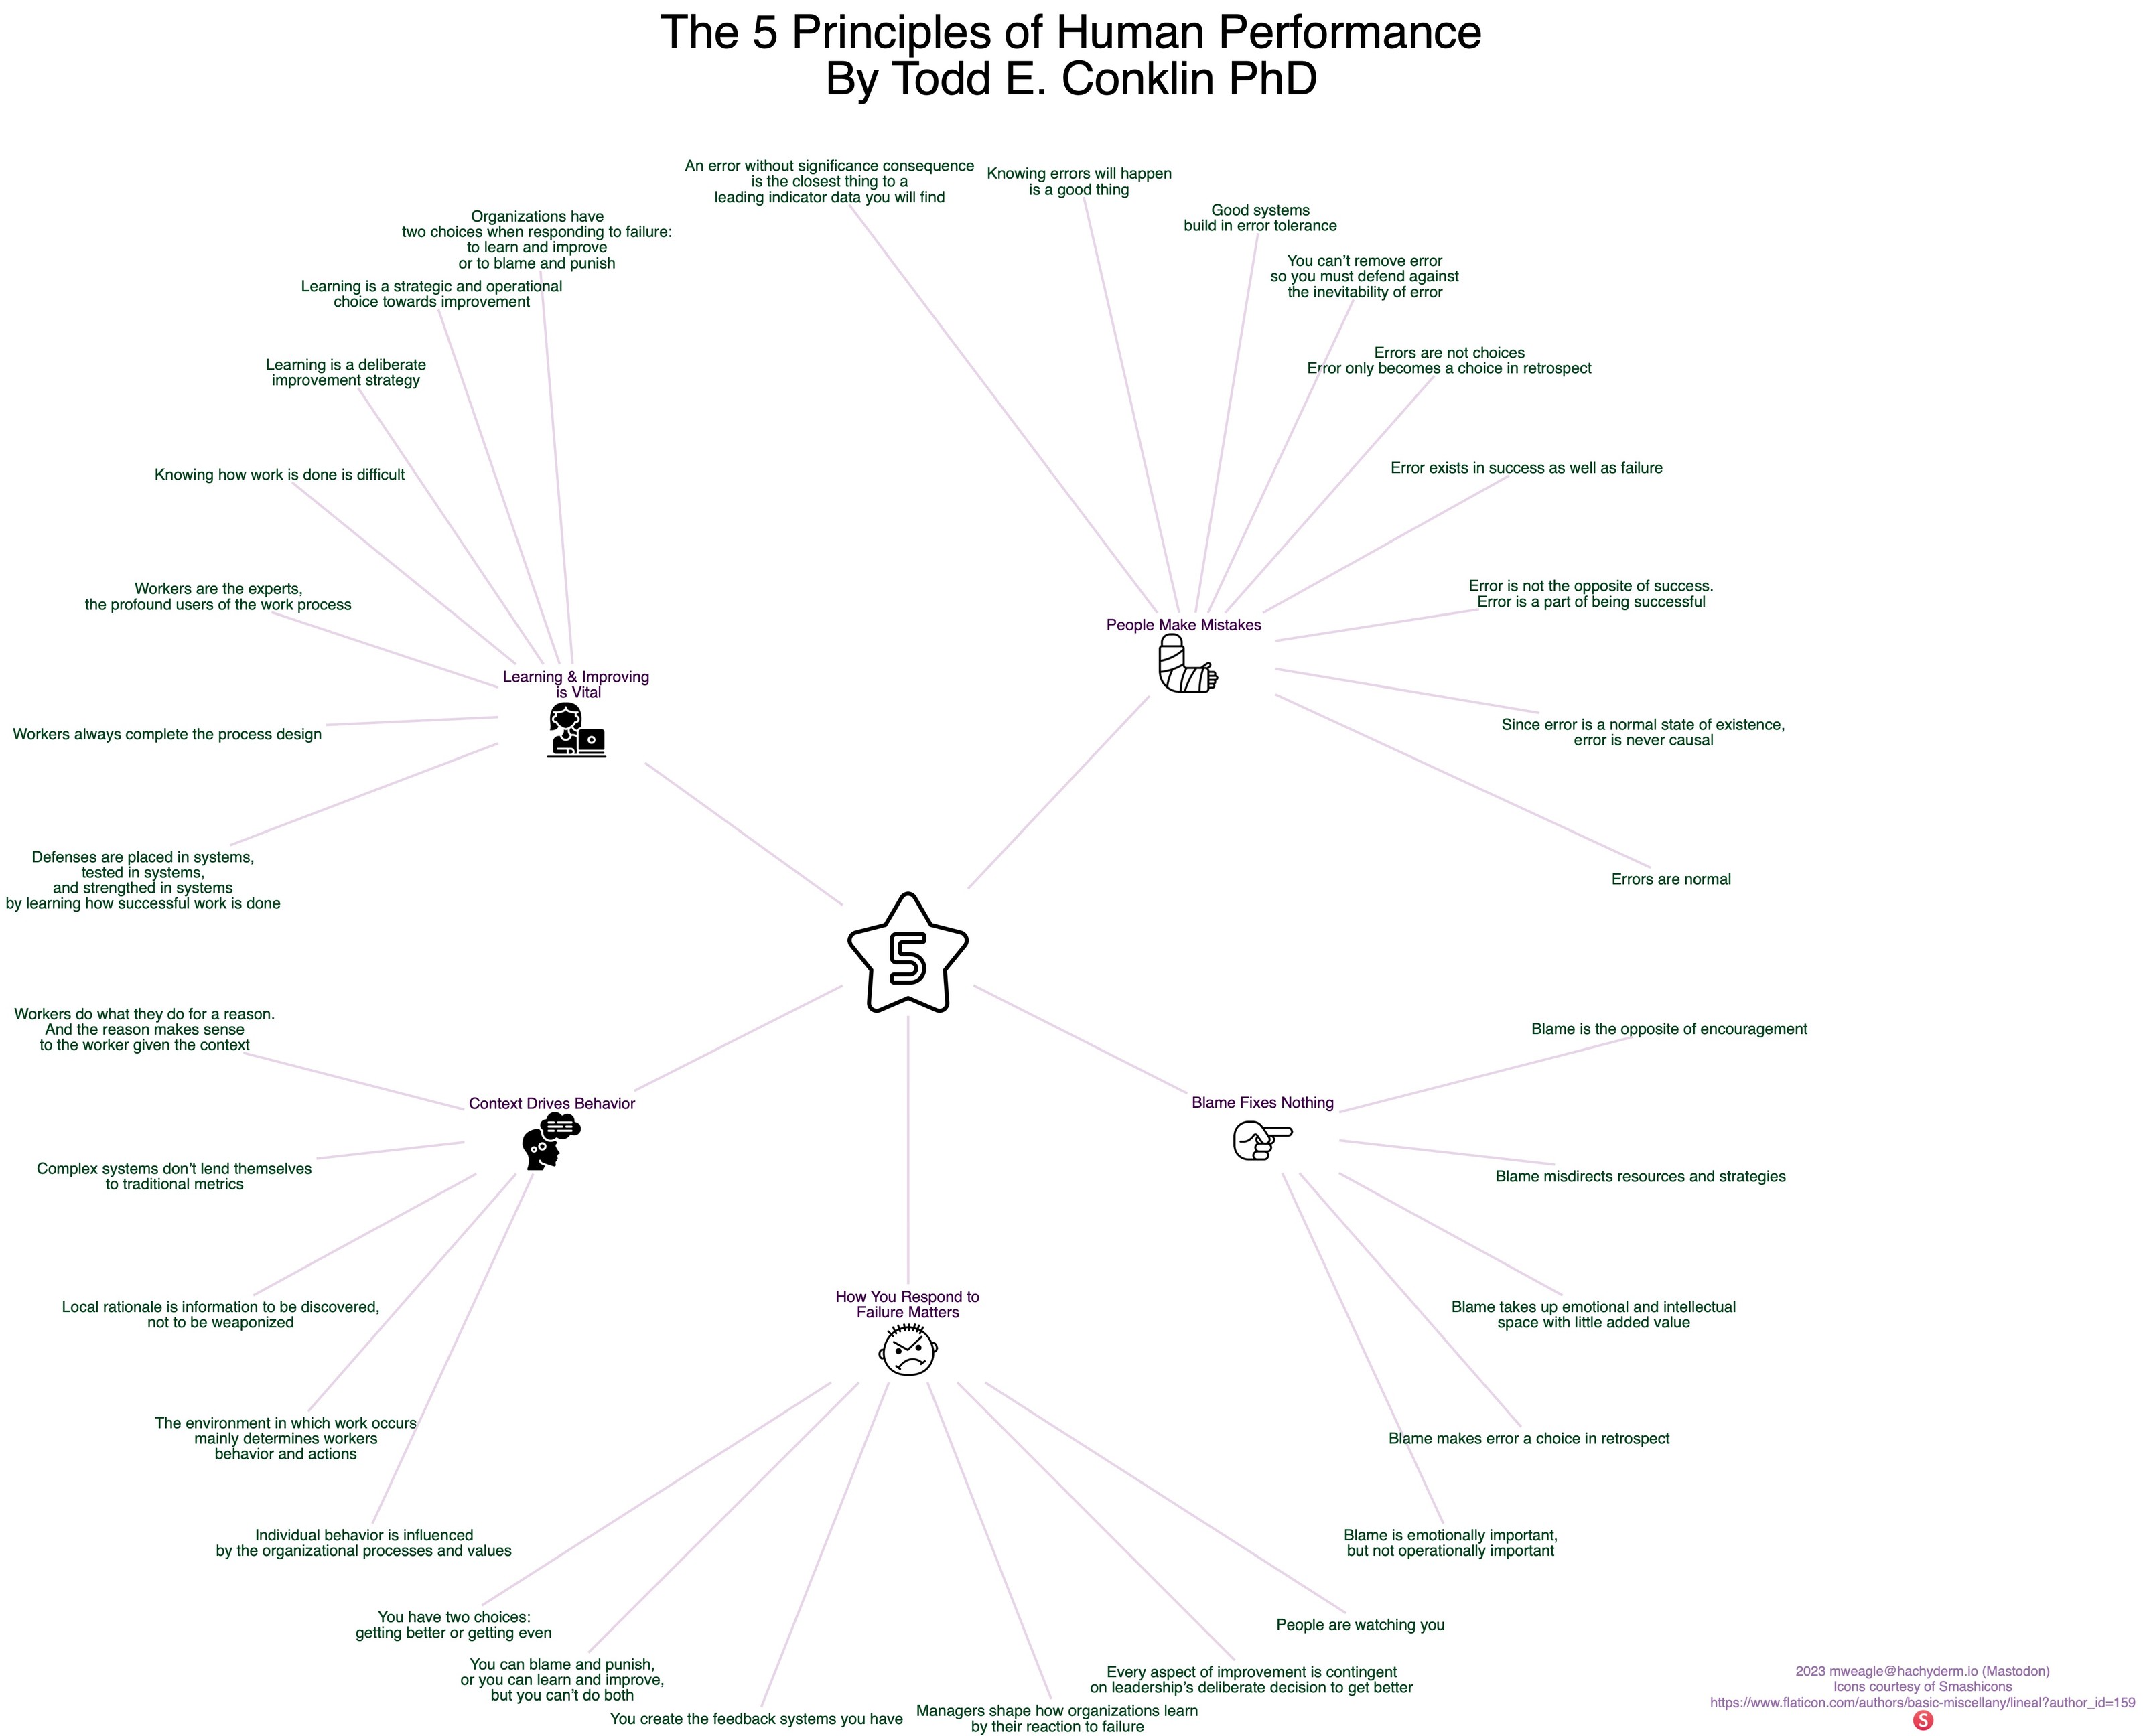 The 5 Principles of Human Performance
By Todd E. Conklin PhD
An error without significance consequence
is the closest thing to a
leading indicator data you will find
Knowing errors will happen
is a good thing
Good systems
build in error tolerance
You can’t remove error
so you must defend against
the inevitability of error
Errors are not choices
Error only becomes a choice in retrospect
Error exists in success as well as failure
Error is not the opposite of success.
Error is a part of being successful
Since error is a normal state of existence,
error is never causal
Errors are normal
People Make Mistakes
Organizations have
two choices when responding to failure:
to learn and improve
or to blame and punish
Learning is a strategic and operational
choice towards improvement
Learning is a deliberate
improvement strategy
Knowing how work is done is difficult
Workers are the experts,
the profound users of the work process
Workers always complete the process design
Defenses are placed in systems,
tested in systems,
and strengthed in systems
by learning how successful work is done
Learning & Improving
is Vital
5
Workers do what they do for a reason.
And the reason makes sense
to the worker given the context
Complex systems don’t lend themselves
to traditional metrics
Local rationale is information to be discovered,
not to be weaponized
The environment in which work occurs
mainly determines workers
behavior and actions
Individual behavior is influenced
by the organizational processes and values
Context Drives Behavior
Blame Fixes Nothing
Blame is the opposite of encouragement
Blame misdirects resources and strategies
Blame takes up emotional and intellectual
space with little added value
Blame makes error a choice in retrospect
Blame is emotionally important,
but not operationally important
How You Respond to
Failure Matters
You have two choices:
getting better or getting even
You can blame and punish,
or you can learn and improve,
but you can’t do both
You create the feedback systems you have
Managers shape how organizations learn
by their reaction to failure
Every aspect of improvement is contingent
on leadership’s deliberate decision to get better
People are watching you
2023 mweagle@hachyderm.io (Mastodon)
Icons courtesy of Smashicons
https://www.flaticon.com/authors/basic-miscellany/lineal?author_id=159
S